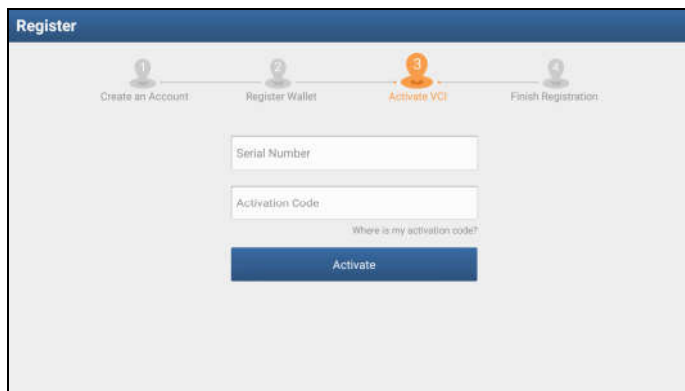 Register
1 2 3 4
Create an Account Register Wallet Activate VCI Finish Registration
Serial Number
Activation Code
Where is my activation code?
Activate